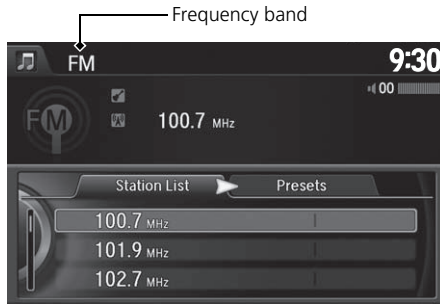 Frequency band
FM 9:30
00
FM
100.7 MHz
Station List Presets
100.7 MHz
101.9 MHz
102.7 MHz